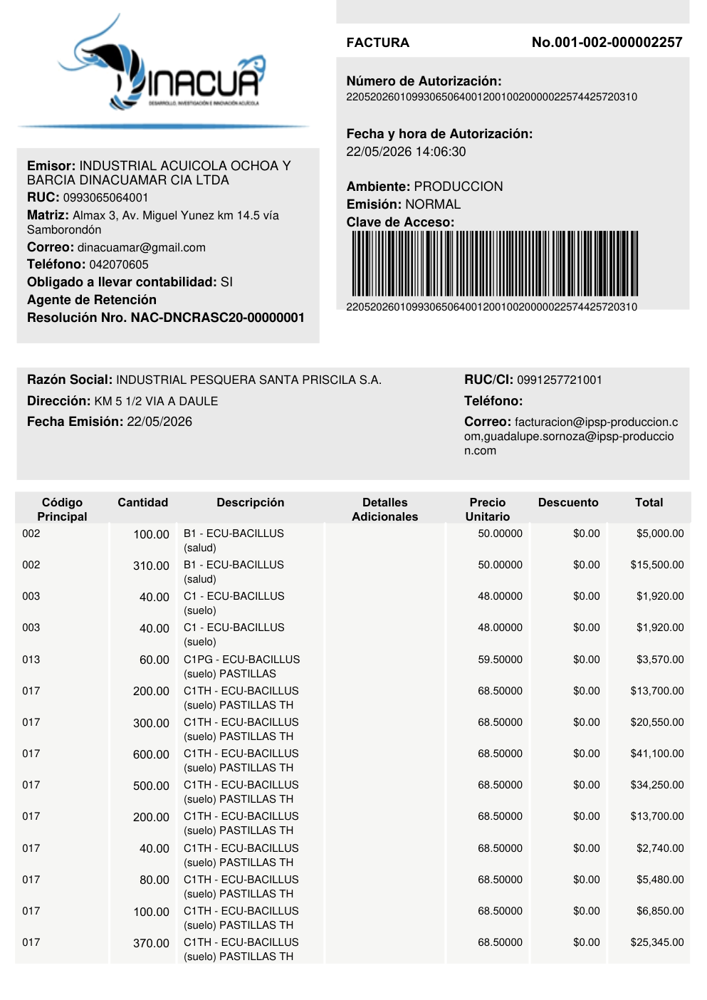 INACUA
DESARROLLO, INVESTIGACIÓN E INNOVACIÓN ACUÍCOLA
FACTURA No.001-002-000002257
Número de Autorización:
2205202601099306506400120010020000022574425720310
Fecha y hora de Autorización:
22/05/2026 14:06:30
Ambiente: PRODUCCION
Emisión: NORMAL
Clave de Acceso:
2205202601099306506400120010020000022574425720310
Emisor: INDUSTRIAL ACUICOLA OCHOA Y
BARCIA DINACUAMAR CIA LTDA
RUC: 0993065064001
Matriz: Almax 3, Av. Miguel Yunez km 14.5 vía
Samborondón
Correo: dinacuamar@gmail.com
Teléfono: 042070605
Obligado a llevar contabilidad: SI
Agente de Retención
Resolución Nro. NAC-DNCRASC20-00000001
Razón Social: INDUSTRIAL PESQUERA SANTA PRISCILA S.A.
Dirección: KM 5 1/2 VIA A DAULE
Fecha Emisión: 22/05/2026
RUC/CI: 0991257721001
Teléfono:
Correo: facturacion@ipsp-produccion.c
om,guadalupe.sornoza@ipsp-produccio
n.com
Código Cantidad Descripción Detalles Precio Descuento Total
Principal Adicionales Unitario
002 100.00 B1 - ECU-BACILLUS 50.00000 $0.00 $5,000.00
(salud)
002 310.00 B1 - ECU-BACILLUS 50.00000 $0.00 $15,500.00
(salud)
003 40.00 C1 - ECU-BACILLUS 48.00000 $0.00 $1,920.00
(suelo)
003 40.00 C1 - ECU-BACILLUS 48.00000 $0.00 $1,920.00
(suelo)
013 60.00 C1PG - ECU-BACILLUS 59.50000 $0.00 $3,570.00
(suelo) PASTILLAS
017 200.00 C1TH - ECU-BACILLUS 68.50000 $0.00 $13,700.00
(suelo) PASTILLAS TH
017 300.00 C1TH - ECU-BACILLUS 68.50000 $0.00 $20,550.00
(suelo) PASTILLAS TH
017 600.00 C1TH - ECU-BACILLUS 68.50000 $0.00 $41,100.00
(suelo) PASTILLAS TH
017 500.00 C1TH - ECU-BACILLUS 68.50000 $0.00 $34,250.00
(suelo) PASTILLAS TH
017 200.00 C1TH - ECU-BACILLUS 68.50000 $0.00 $13,700.00
(suelo) PASTILLAS TH
017 40.00 C1TH - ECU-BACILLUS 68.50000 $0.00 $2,740.00
(suelo) PASTILLAS TH
017 80.00 C1TH - ECU-BACILLUS 68.50000 $0.00 $5,480.00
(suelo) PASTILLAS TH
017 100.00 C1TH - ECU-BACILLUS 68.50000 $0.00 $6,850.00
(suelo) PASTILLAS TH
017 370.00 C1TH - ECU-BACILLUS 68.50000 $0.00 $25,345.00
(suelo) PASTILLAS TH